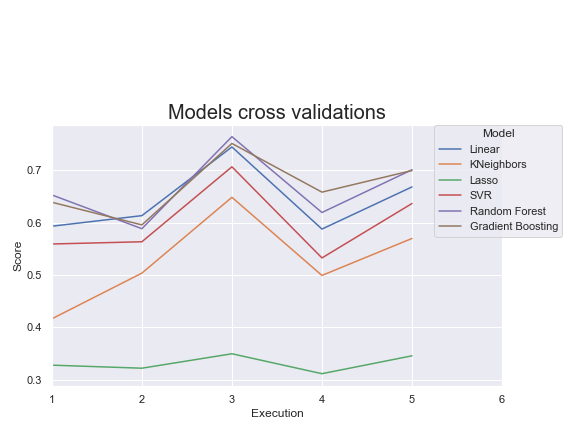 Models cross validations
Model
Linear
KNeighbors
Lasso
SVR
Random Forest
Gradient Boosting
0.7
0.6
0.5
0.4
0.3
Score
1 2 3 4 5 6
Execution